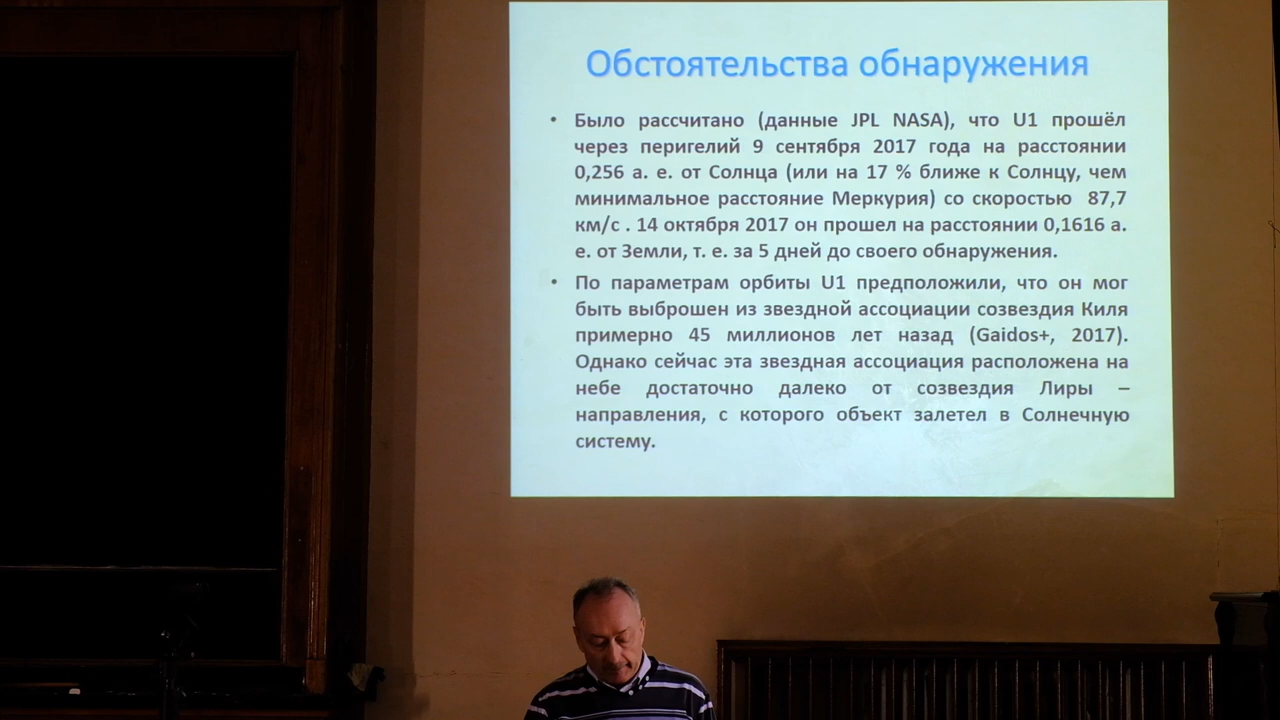 Обстоятельства обнаружения
• Было рассчитано (данные JPL NASA), что U1 прошёл
через перигелий 9 сентября 2017 года на расстоянии
0,256 а. е. от Солнца (или на 17 % ближе к Солнцу, чем
минимальное расстояние Меркурия) со скоростью 87,7
км/с . 14 октября 2017 он прошел на расстоянии 0,1616 а.
е. от Земли, т. е. за 5 дней до своего обнаружения.
• По параметрам орбиты U1 предположили, что он мог
быть выброшен из звездной ассоциации созвездия Киля
примерно 45 миллионов лет назад (Gaidos+, 2017).
Однако сейчас эта звездная ассоциация расположена на
небе достаточно далеко от созвездия Лиры –
направления, с которого объект залетел в Солнечную
систему.